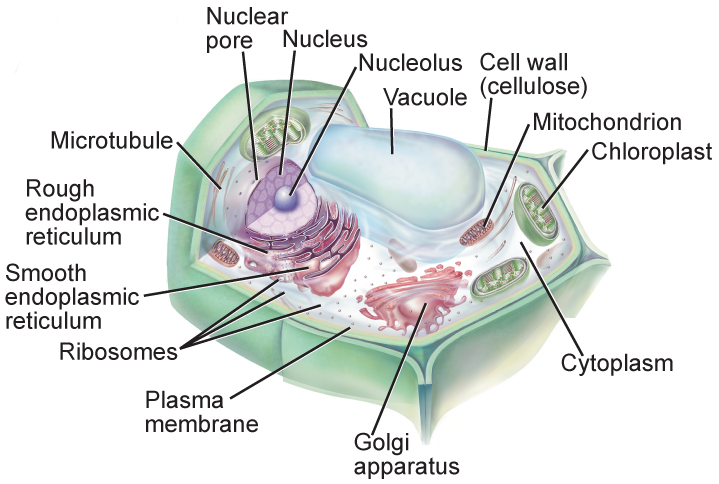 Nuclear
pore
Nucleus
Nucleolus
Vacuole
Cell wall
(cellulose)
Mitochondrion
Chloroplast
Microtubule
Rough
endoplasmic
reticulum
Smooth
endoplasmic
reticulum
Ribosomes
Plasma
membrane
Golgi
apparatus
Cytoplasm